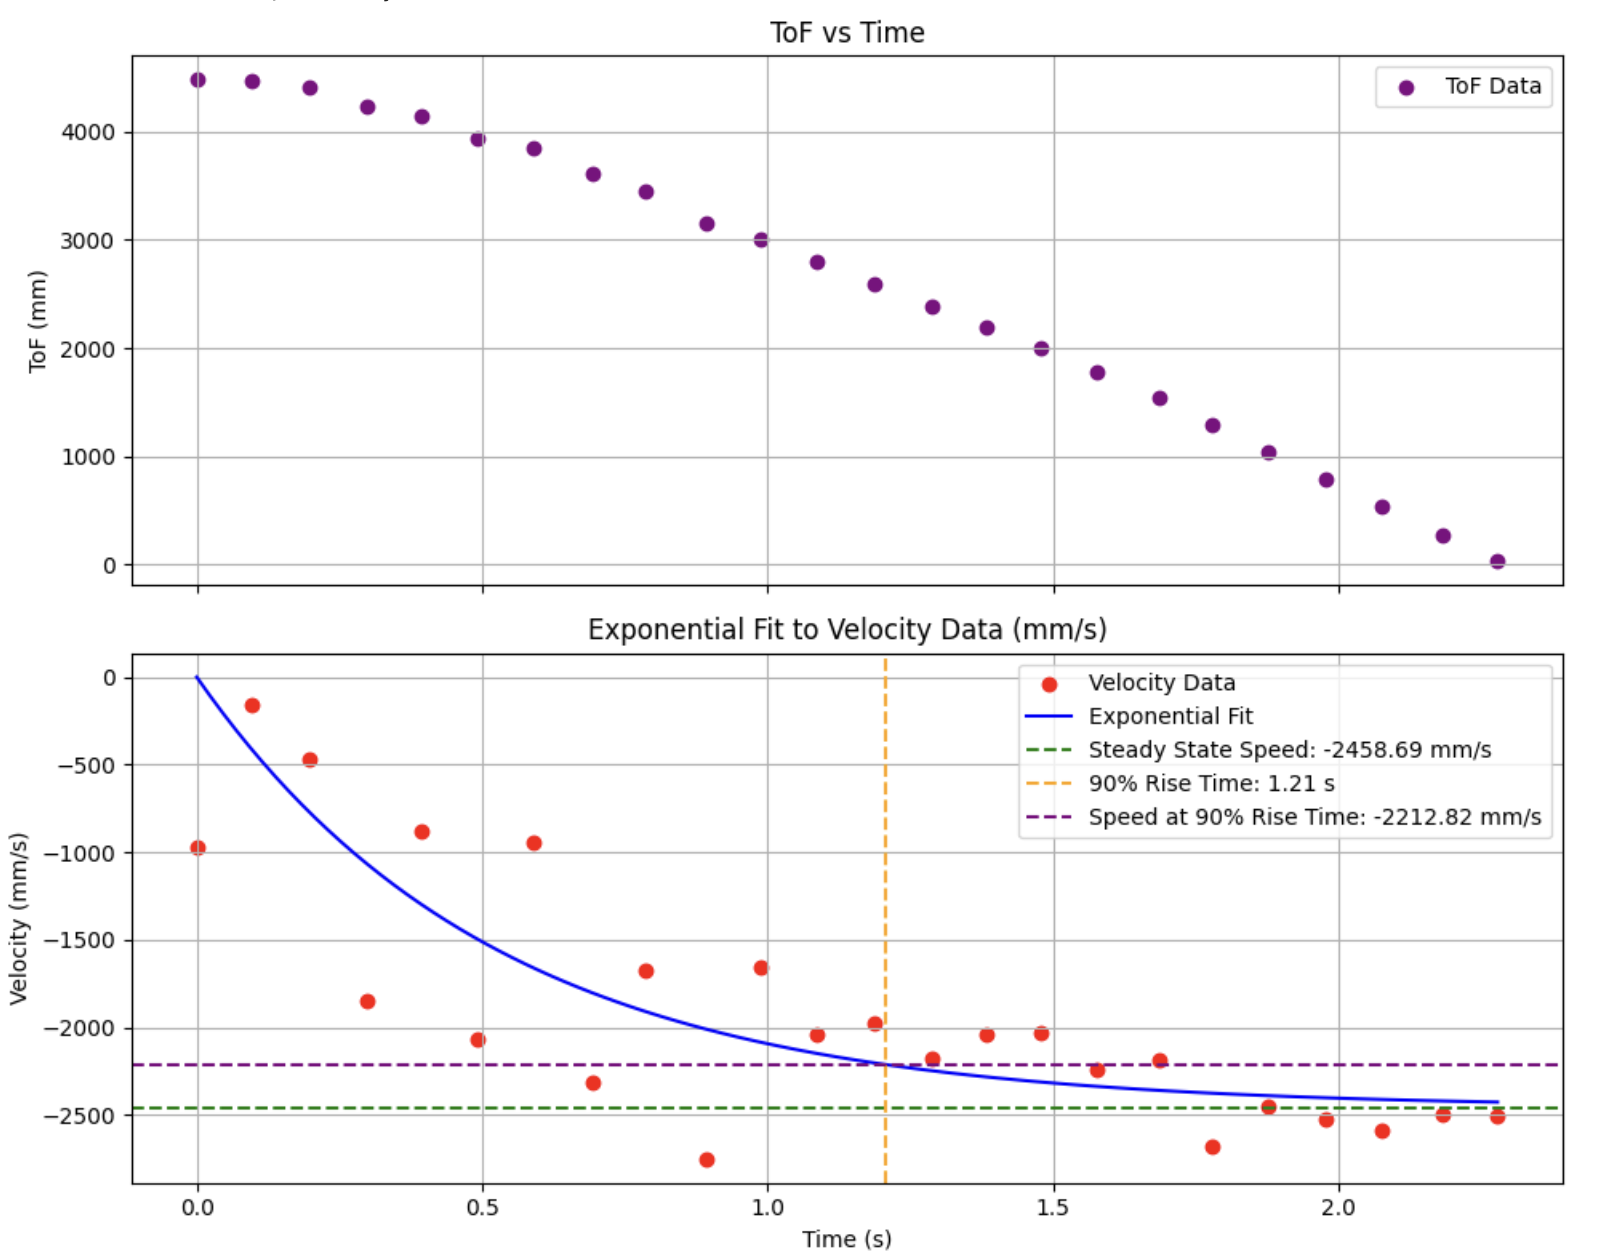 ToF vs Time
ToF Data
4000
3000
2000
1000
0
ToF (mm)
Exponential Fit to Velocity Data (mm/s)
Velocity Data
Exponential Fit
Steady State Speed: -2458.69 mm/s
90% Rise Time: 1.21 s
Speed at 90% Rise Time: -2212.82 mm/s
0
−500
−1000
−1500
−2000
−2500
Velocity (mm/s)
0.0 0.5 1.0 1.5 2.0
Time (s)